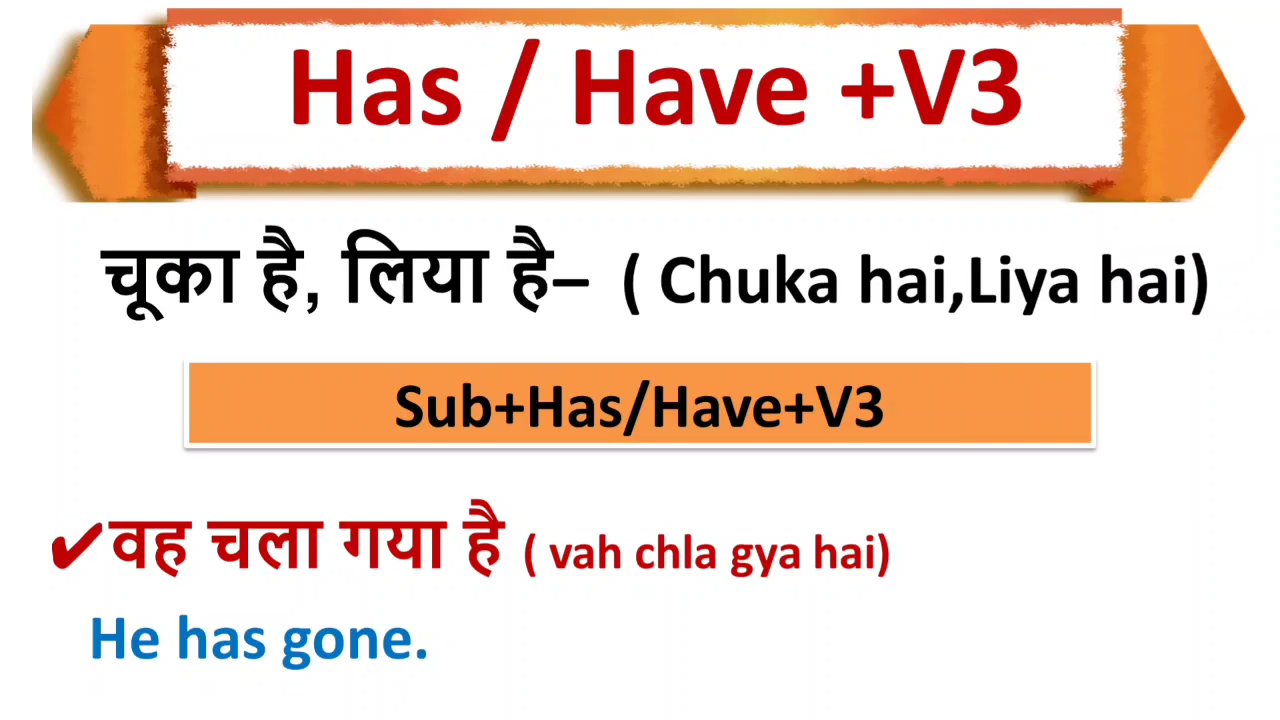 Has / Have +V3
चूका है, लिया है– ( Chuka hai,Liya hai)
Sub+Has/Have+V3
✔वह चला गया है ( vah chla gya hai)
He has gone.